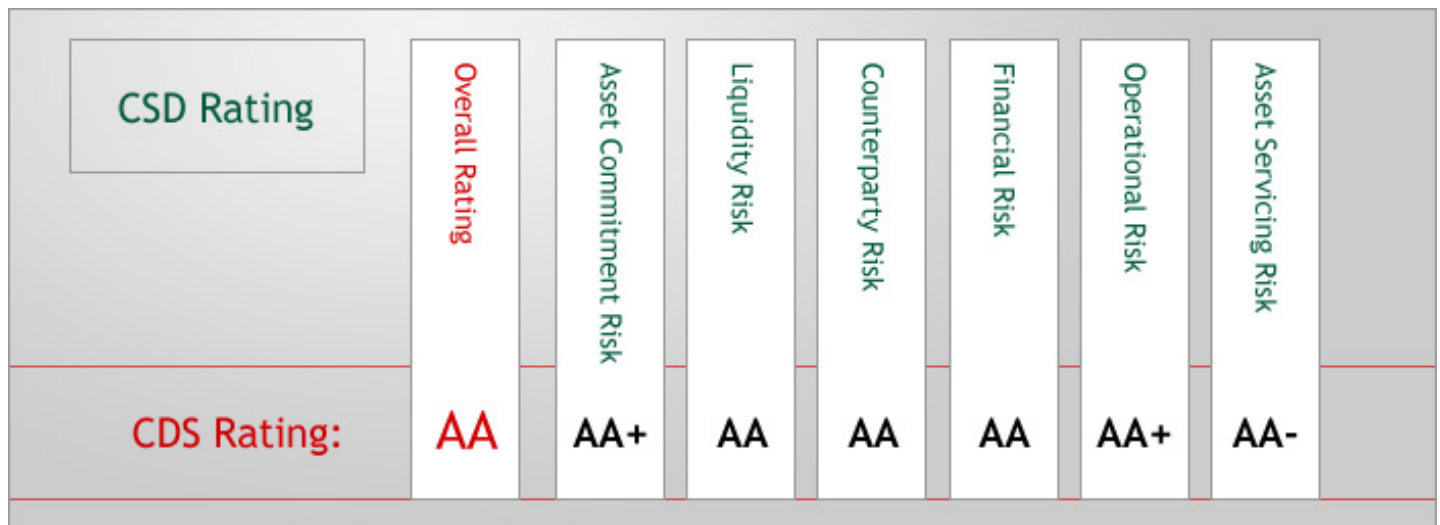 CSD Rating
Overall Rating
Asset Commitment Risk
Liquidity Risk
Counterparty Risk
Financial Risk
Operational Risk
Asset Servicing Risk
CDS Rating: AA AA+ AA AA AA AA+ AA-